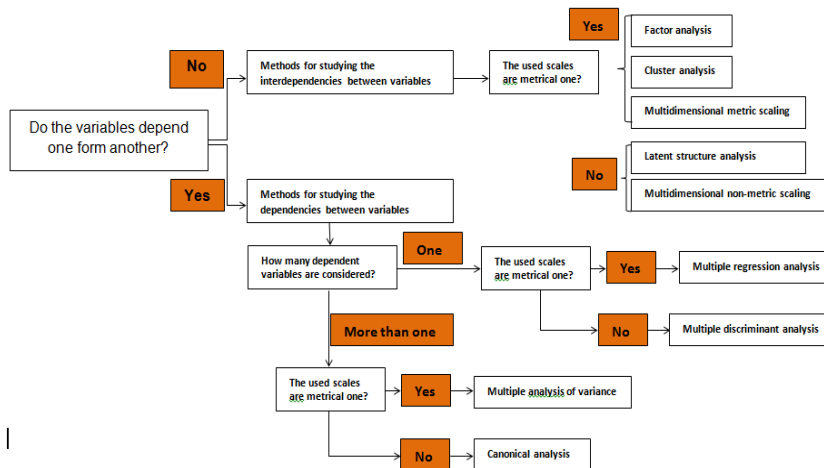 Yes
Factor analysis
No
Methods for studying the
interdependencies between variables
The used scales
are metrical one?
Cluster analysis
Multidimensional metric scaling
Do the variables depend
one form another?
Latent structure analysis
No
Multidimensional non-metric scaling
Yes
Methods for studying the
dependencies between variables
How many dependent
variables are considered?
One
The used scales
are metrical one?
Yes
Multiple regression analysis
More than one
No
Multiple discriminant analysis
The used scales
are metrical one?
Yes
Multiple analysis of variance
No
Canonical analysis